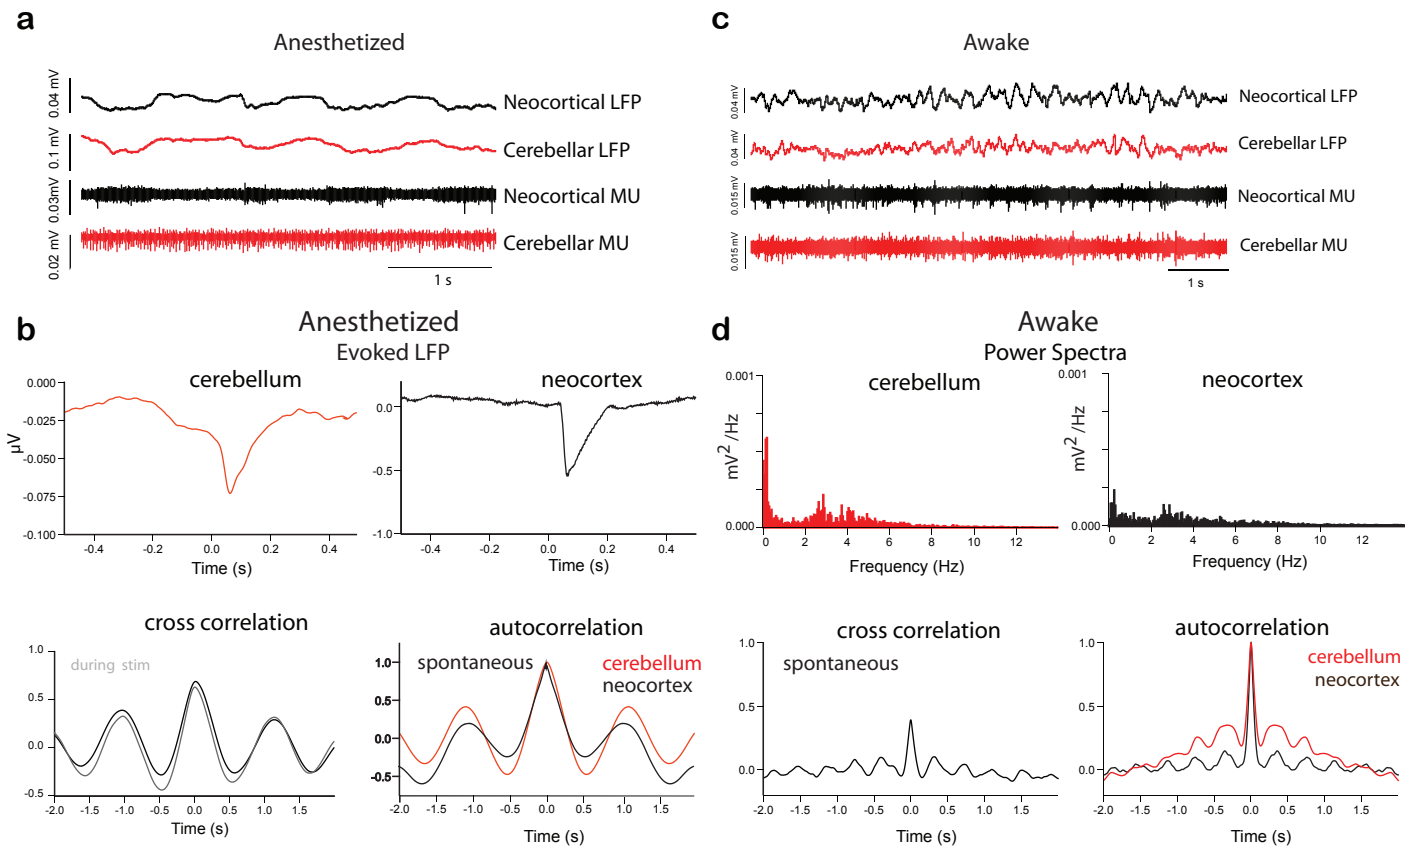 a
Anesthetized
0.04 mV
Neocortical LFP
0.1 mV
Cerebellar LFP
0.03mV
Neocortical MU
0.02 mV
Cerebellar MU
1 s
c
Awake
0.04 mV
Neocortical LFP
0.04 mV
Cerebellar LFP
0.015 mV
Neocortical MU
0.015 mV
Cerebellar MU
1 s
b
Anesthetized
Evoked LFP
cerebellum
0.000
-0.025
-0.050
-0.075
-0.100
µV
-0.4 -0.2 0.0 0.2 0.4
Time (s)
neocortex
0.0
-0.5
-1.0
-0.4 -0.2 0.0 0.2 0.4
Time (s)
cross correlation
during stim
1.0
0.5
0.0
-0.5
-2.0 -1.5 -1.0 -0.5 0.0 0.5 1.0 1.5
Time (s)
autocorrelation
spontaneous
cerebellum
neocortex
1.0
0.5
0.0
-0.5
-2.0 -1.5 -1.0 -0.5 0.0 0.5 1.0 1.5
Time (s)
d
Awake
Power Spectra
cerebellum
0.001
0.000
mV2 /Hz
0 2 4 6 8 10 12
Frequency (Hz)
neocortex
0.001
0.000
mV2 /Hz
0 2 4 6 8 10 12
Frequency (Hz)
cross correlation
spontaneous
1.0
0.5
0.0
-2.0 -1.5 -1.0 -0.5 0.0 0.5 1.0 1.5
Time (s)
autocorrelation
cerebellum
neocortex
1.0
0.5
0.0
-2.0 -1.5 -1.0 -0.5 0.0 0.5 1.0 1.5
Time (s)